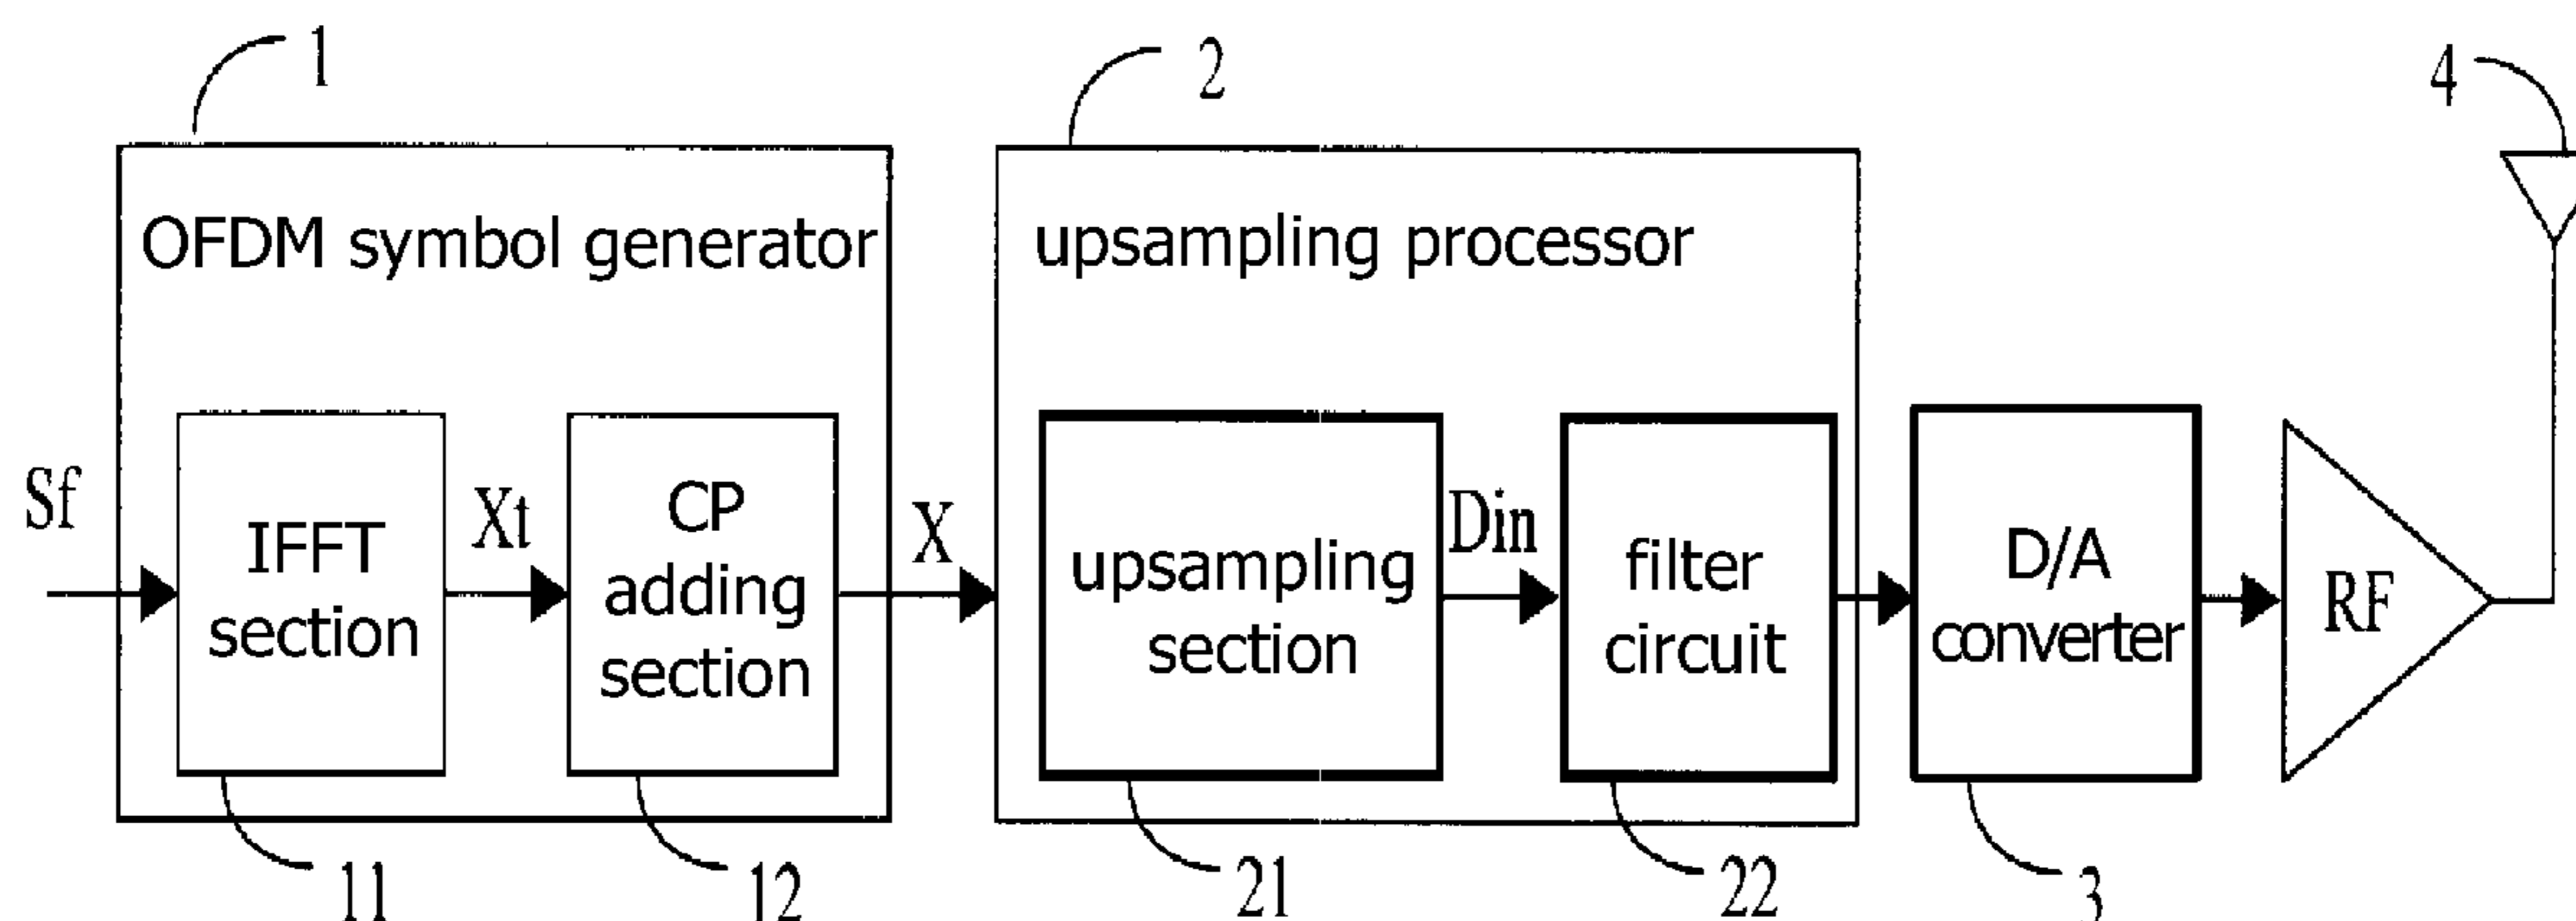 1
2
4
OFDM symbol generator
upsampling processor
Sf
IFFT
section
Xt
CP
adding
section
X
upsampling
section
Din
filter
circuit
D/A
converter
RF
11
12
21
22
3